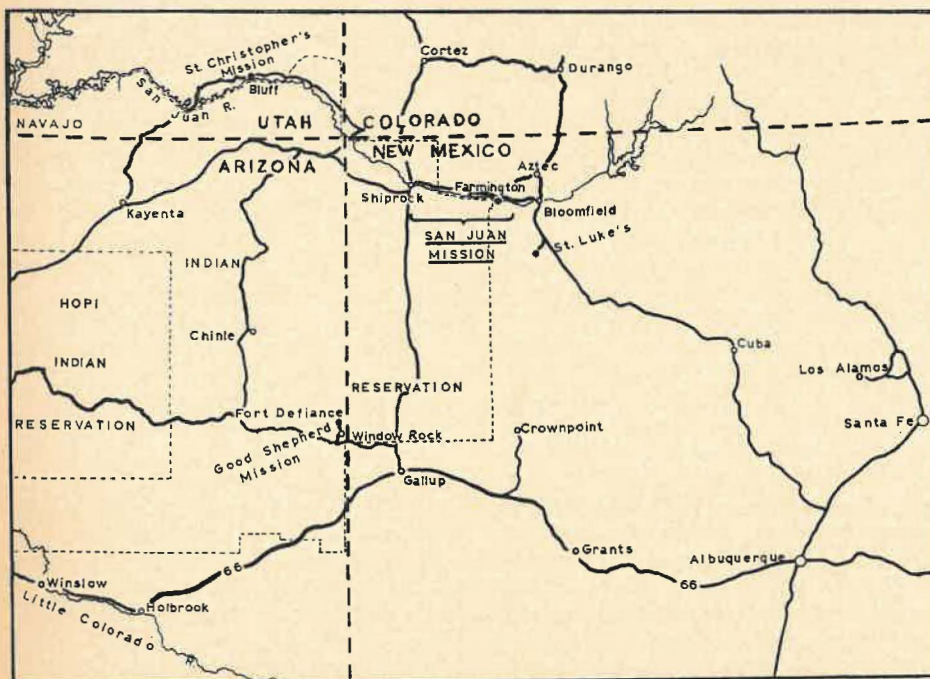 Cortez
Durango
St. Christopher's
Mission
Bluff
San
Juan R.
NAVAJO
UTAH
COLORADO
ARIZONA
NEW MEXICO
Aztec
Farmington
Shiprock
Bloomfield
Kayenta
SAN JUAN
MISSION
St. Luke's
INDIAN
HOPI
Chinle
Cuba
INDIAN
RESERVATION
Los Alamos
RESERVATION
Fort Defiance
Santa Fe
Good Shepherd
Mission
Window Rock
Crownpoint
Gallup
Grants
Albuquerque
66
66
Winslow
Holbrook
Little Colorado
R.